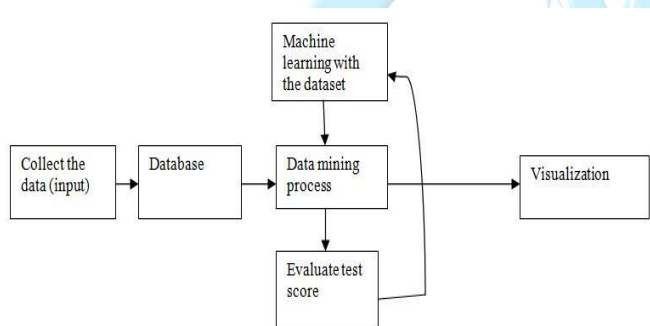 Machine
learning with
the dataset
Collect the
data (input)
Database
Data mining
process
Visualization
Evaluate test
score